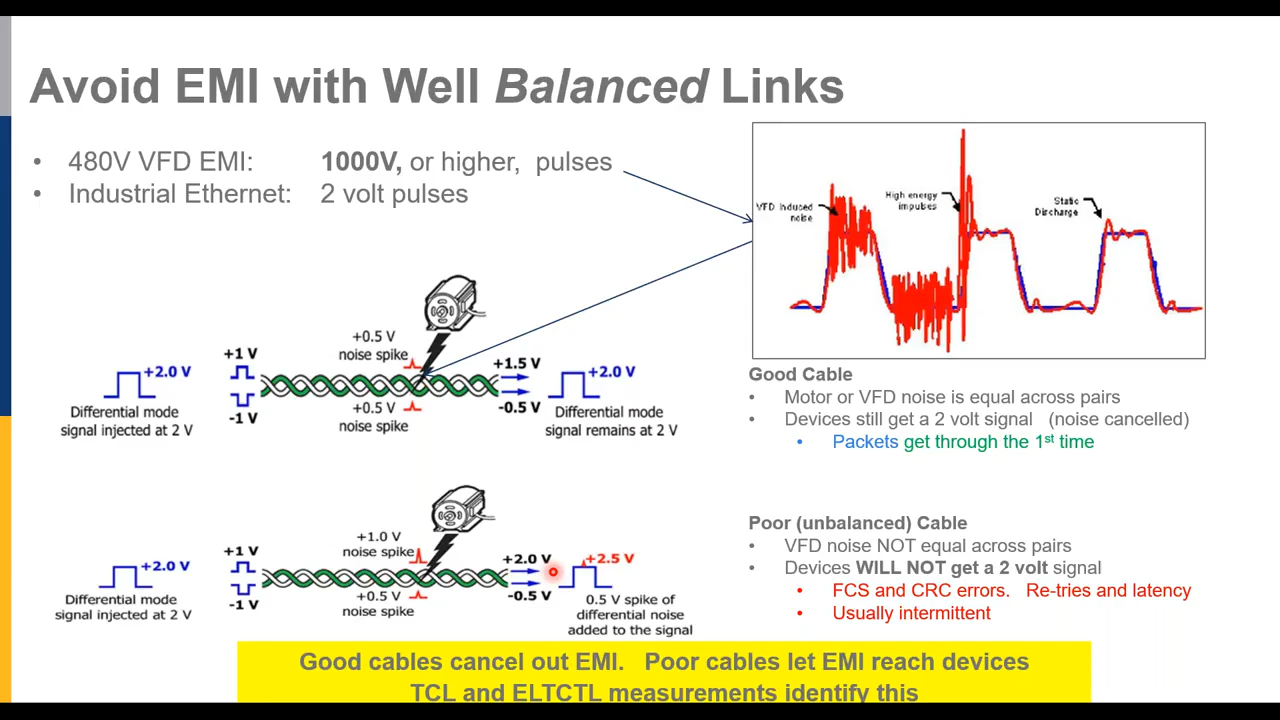 Avoid EMI with Well Balanced Links
• 480V VFD EMI: 1000V, or higher, pulses
• Industrial Ethernet: 2 volt pulses
VFD induced
noise
High energy
impulses
Static
Discharge
+0.5 V
noise spike
+1 V
+2.0 V
-1 V
Differential mode
signal injected at 2 V
+0.5 V
noise spike
+1.5 V
-0.5 V
+2.0 V
Differential mode
signal remains at 2 V
Good Cable
• Motor or VFD noise is equal across pairs
• Devices still get a 2 volt signal (noise cancelled)
• Packets get through the 1st time
+1.0 V
noise spike
+1 V
+2.0 V
-1 V
Differential mode
signal injected at 2 V
+0.5 V
noise spike
+2.0 V
-0.5 V
+2.5 V
0.5 V spike of
differential noise
added to the signal
Poor (unbalanced) Cable
• VFD noise NOT equal across pairs
• Devices WILL NOT get a 2 volt signal
• FCS and CRC errors. Re-tries and latency
• Usually intermittent
Good cables cancel out EMI. Poor cables let EMI reach devices
TCL and ELTCTL measurements identify this